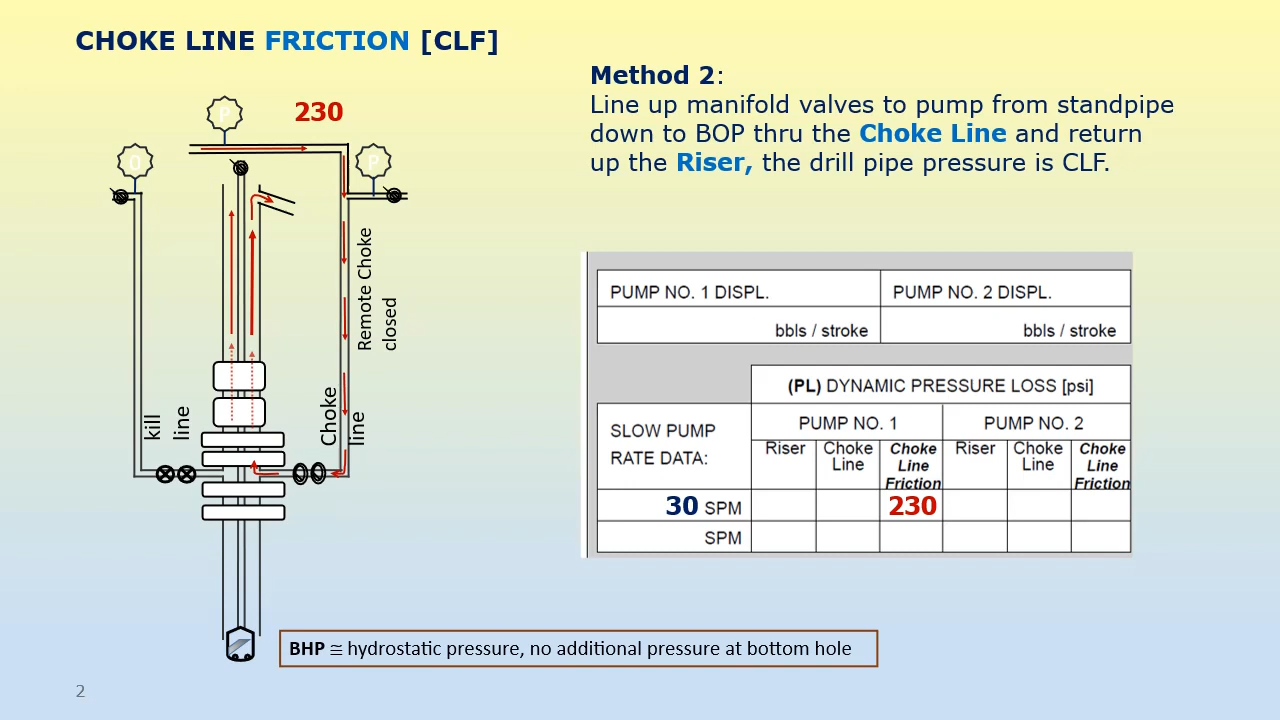 CHOKE LINE FRICTION [CLF]
Method 2:
Line up manifold valves to pump from standpipe
down to BOP thru the Choke Line and return
up the Riser, the drill pipe pressure is CLF.
P
230
0
P
Remote Choke
closed
kill
line
Choke
line
PUMP NO. 1 DISPL.
PUMP NO. 2 DISPL.
bbls / stroke
bbls / stroke
(PL) DYNAMIC PRESSURE LOSS [psi]
SLOW PUMP
RATE DATA:
PUMP NO. 1
PUMP NO. 2
Riser
Choke
Line
Choke
Line
Friction
Riser
Choke
Line
Choke
Line
Friction
30 SPM
230
SPM
BHP ≅ hydrostatic pressure, no additional pressure at bottom hole
2